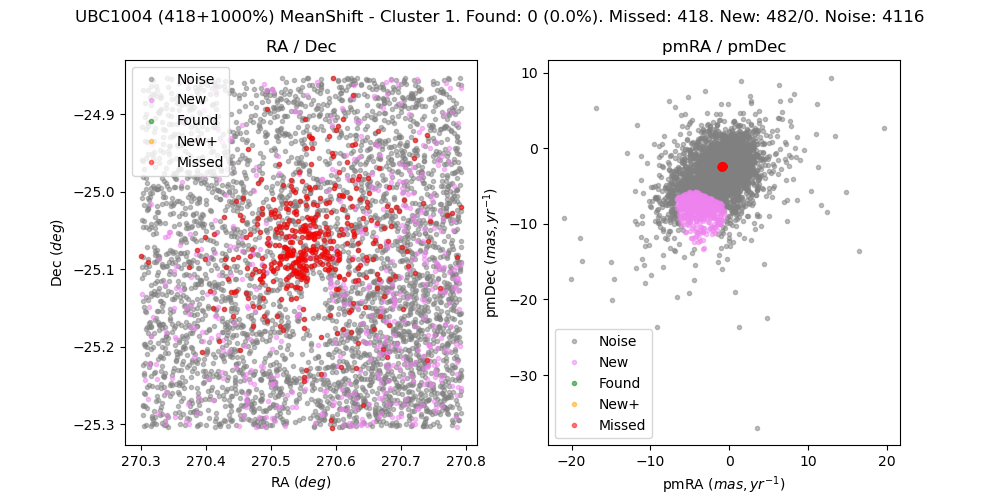 UBC1004 (418+1000%) MeanShift - Cluster 1. Found: 0 (0.0%). Missed: 418. New: 482/0. Noise: 4116
RA / Dec
Noise
New
Found
New+
Missed
−24.9
−25.0
−25.1
−25.2
−25.3
Dec (deg)
270.3 270.4 270.5 270.6 270.7 270.8
RA (deg)
pmRA / pmDec
10
0
−10
−20
−30
pmDec (mas, yr⁻¹)
Noise
New
Found
New+
Missed
−20 −10 0 10 20
pmRA (mas, yr⁻¹)